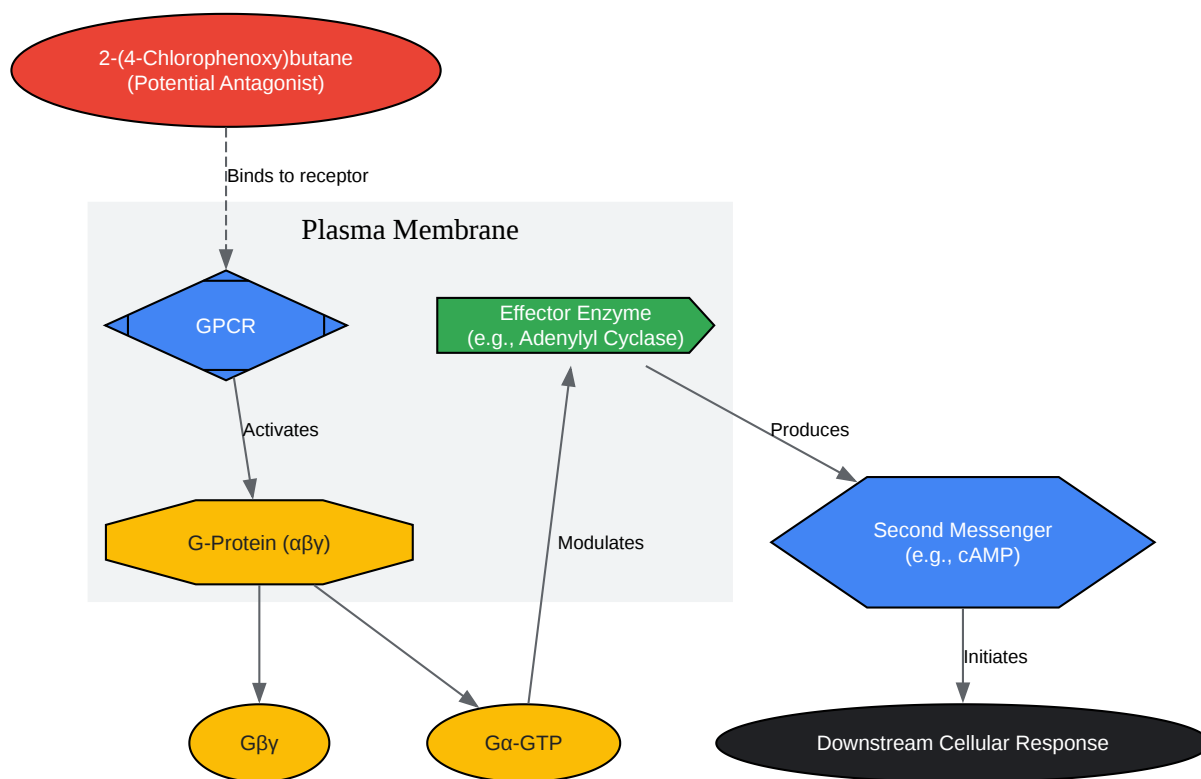 2-(4-Chlorophenoxy)butane
(Potential Antagonist)
Binds to receptor
Plasma Membrane
GPCR
Effector Enzyme
(e.g., Adenylyl Cyclase)
Activates
Produces
G-Protein (αβγ)
Modulates
Second Messenger
(e.g., cAMP)
Initiates
Gβγ
Gα-GTP
Downstream Cellular Response